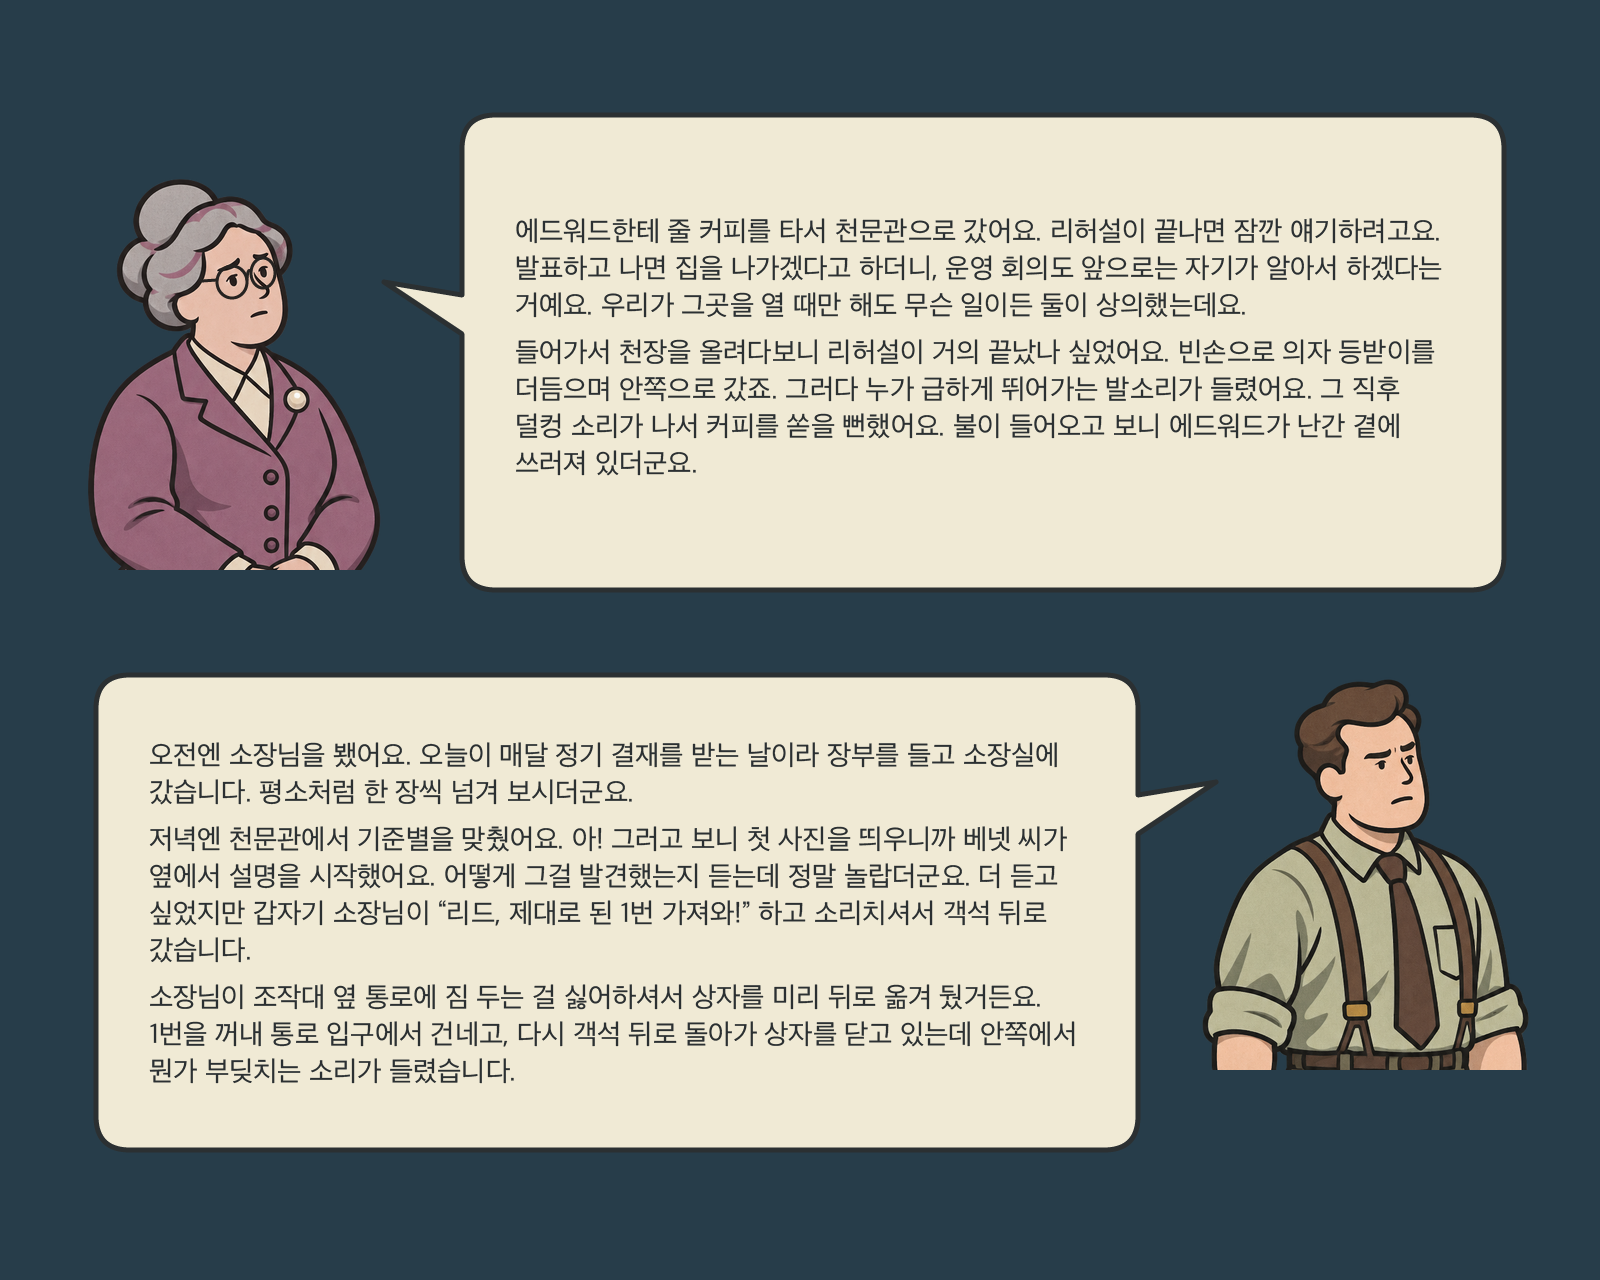 에드워드한테 줄 커피를 타서 천문관으로 갔어요. 리허설이 끝나면 잠깐 얘기하려고요.
발표하고 나면 집을 나가겠다고 하더니, 운영 회의도 앞으로는 자기가 알아서 하겠다는
거예요. 우리가 그곳을 열 때만 해도 무슨 일이든 둘이 상의했는데요.
들어가서 천장을 올려다보니 리허설이 거의 끝났나 싶었어요. 빈손으로 의자 등받이를
더듬으며 안쪽으로 갔죠. 그러다 누가 급하게 뛰어가는 발소리가 들렸어요. 그 직후
덜컹 소리가 나서 커피를 쏟을 뻔했어요. 불이 들어오고 보니 에드워드가 난간 곁에
쓰러져 있더군요.
오전엔 소장님을 뵀어요. 오늘이 매달 정기 결재를 받는 날이라 장부를 들고 소장실에
갔습니다. 평소처럼 한 장씩 넘겨 보시더군요.
저녁엔 천문관에서 기준별을 맞췄어요. 아! 그러고 보니 첫 사진을 띄우니까 베넷 씨가
옆에서 설명을 시작했어요. 어떻게 그걸 발견했는지 듣는데 정말 놀랍더군요. 더 듣고
싶었지만 갑자기 소장님이 “리드, 제대로 된 1번 가져와!” 하고 소리치셔서 객석 뒤로
갔습니다.
소장님이 조작대 옆 통로에 짐 두는 걸 싫어하셔서 상자를 미리 뒤로 옮겨 뒀거든요.
1번을 꺼내 통로 입구에서 건네고, 다시 객석 뒤로 돌아가 상자를 닫고 있는데 안쪽에서
뭔가 부딪치는 소리가 들렸습니다.